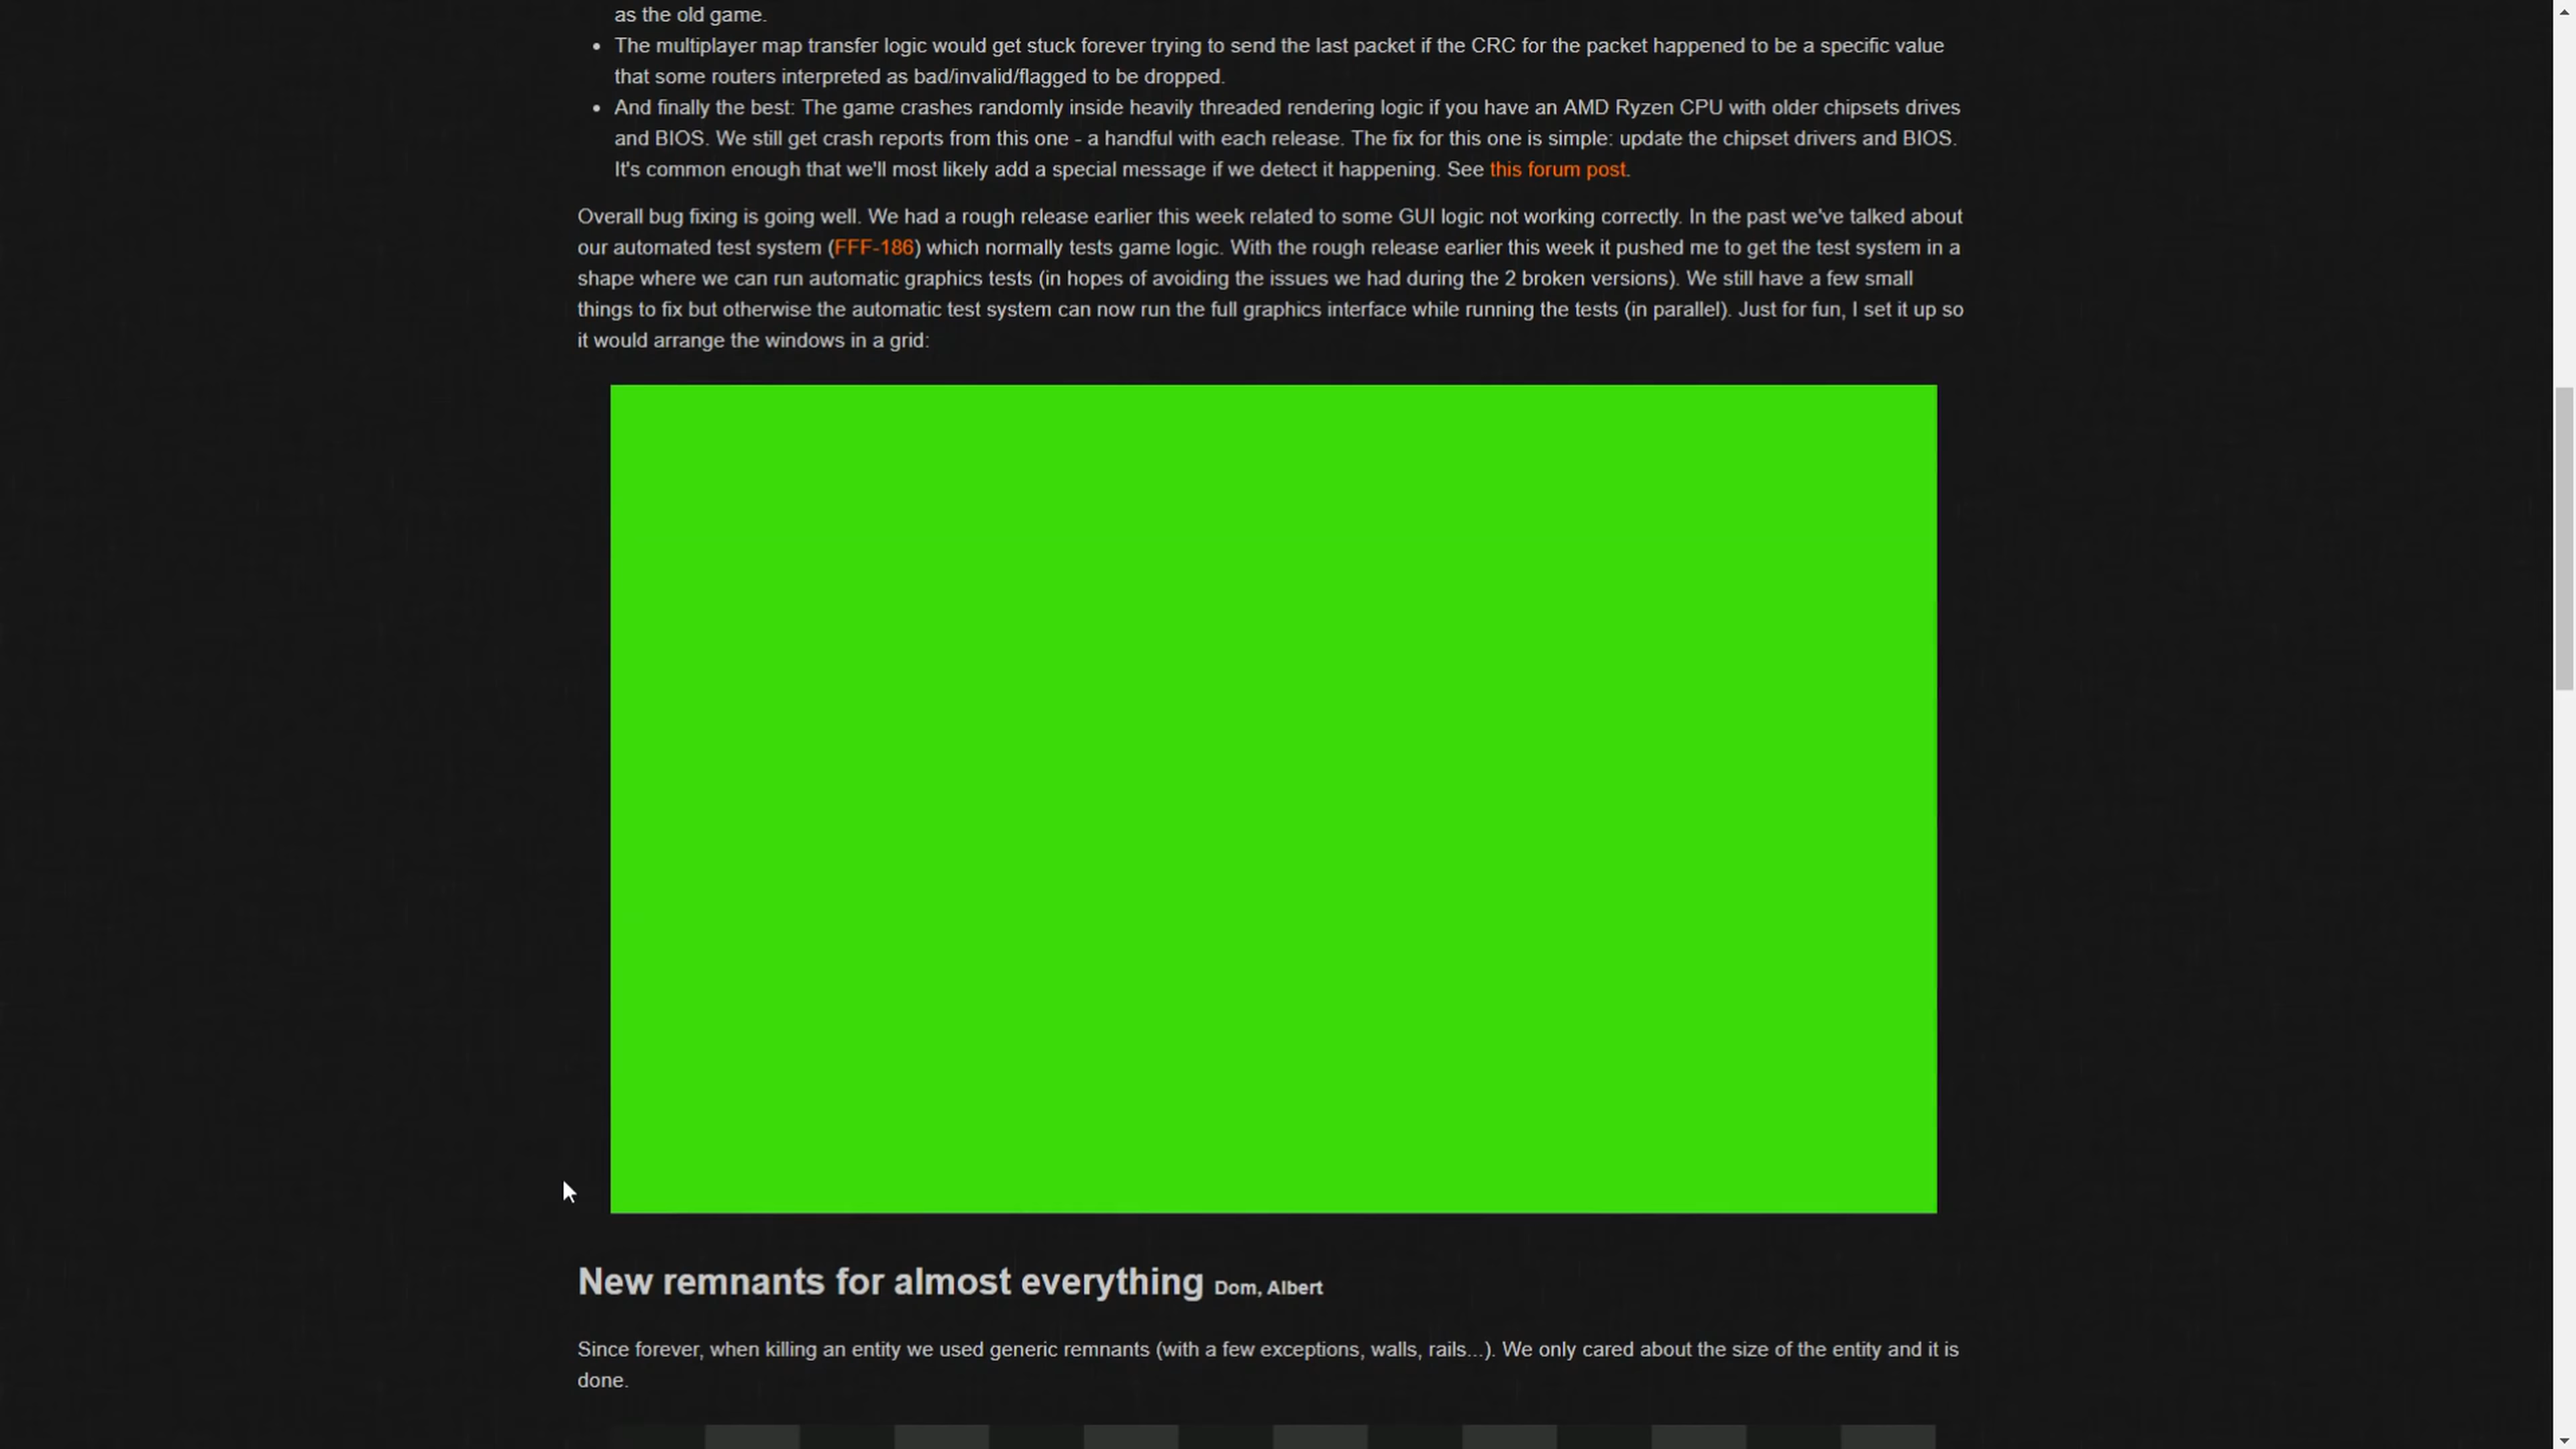 as the old game.
The multiplayer map transfer logic would get stuck forever trying to send the last packet if the CRC for the packet happened to be a specific value
that some routers interpreted as bad/invalid/flagged to be dropped.
And finally the best: The game crashes randomly inside heavily threaded rendering logic if you have an AMD Ryzen CPU with older chipsets drives
and BIOS. We still get crash reports from this one - a handful with each release. The fix for this one is simple: update the chipset drivers and BIOS.
It's common enough that we'll most likely add a special message if we detect it happening. See this forum post.
Overall bug fixing is going well. We had a rough release earlier this week related to some GUI logic not working correctly. In the past we've talked about
our automated test system (FFF-186) which normally tests game logic. With the rough release earlier this week it pushed me to get the test system in a
shape where we can run automatic graphics tests (in hopes of avoiding the issues we had during the 2 broken versions). We still have a few small
things to fix but otherwise the automatic test system can now run the full graphics interface while running the tests (in parallel). Just for fun, I set it up so
it would arrange the windows in a grid:
New remnants for almost everything Dom, Albert
Since forever, when killing an entity we used generic remnants (with a few exceptions, walls, rails...). We only cared about the size of the entity and it is
done.